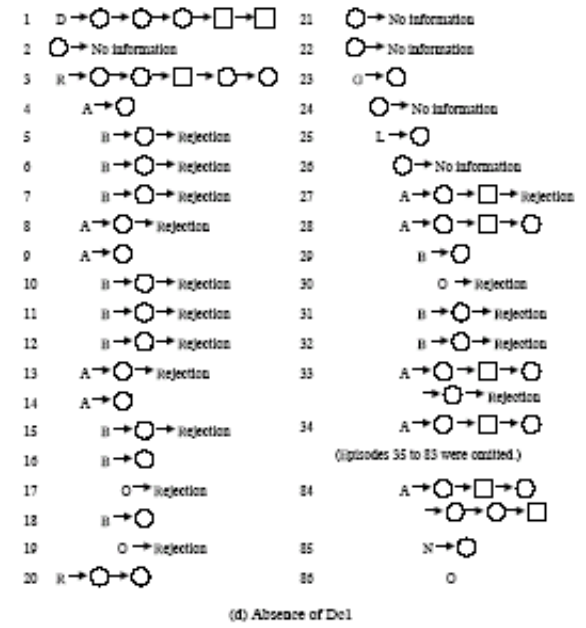 1 D
2 No information
3 R
4 A
5 B Rejection
6 B Rejection
7 B Rejection
8 A Rejection
9 A
10 B Rejection
11 B Rejection
12 B Rejection
13 A Rejection
14 A
15 B Rejection
16 B
17 O Rejection
18 B
19 O Rejection
20 R
21 No information
22 No information
23 G
24 No information
25 L
26 No information
27 A Rejection
28 A
29 B
30 O Rejection
31 B Rejection
32 B Rejection
33 A
Rejection
34 A
(Episodes 35 to 83 were omitted.)
84 A
85 N
86 O
(d) Absence of Dc1